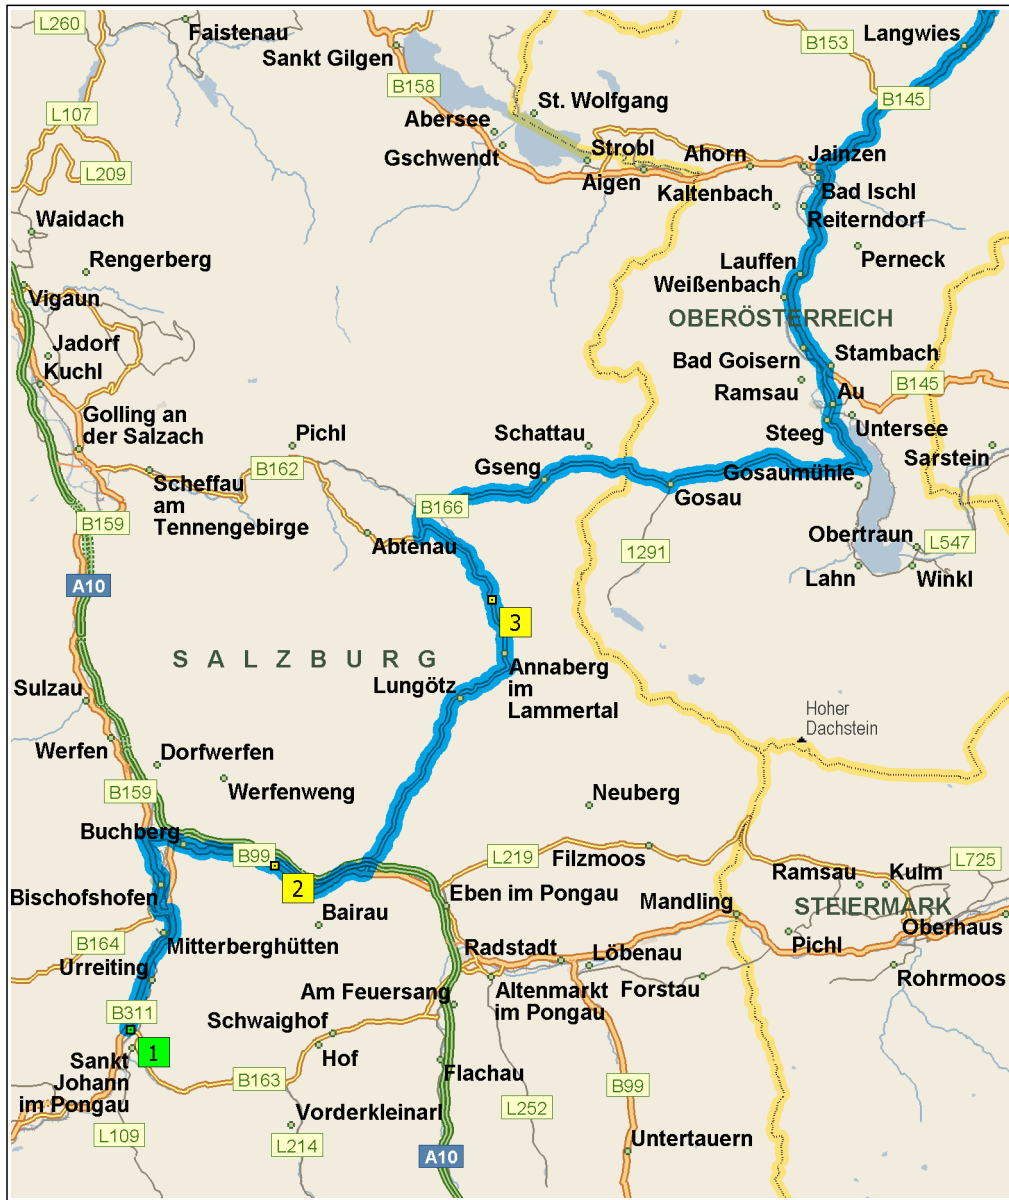 L260
Faistenau
Sankt Gilgen
B153
Langwies
B158
B145
L107
St. Wolfgang
Abersee
Gschwendt
Strobl
Ahorn
Jainzen
L209
Aigen
Kaltenbach
Bad Ischl
Reiterndorf
Waidach
Rengerberg
Lauffen
Perneck
Weißenbach
Vigaun
OBERÖSTERREICH
Jadorf
Kuchl
Bad Goisern
Stambach
Ramsau
B145
Au
Golling an
der Salzach
Pichl
Schattau
Steeg
Untersee
Sarstein
B162
Gseng
Gosaumühle
Scheffau
am
Tennengebirge
Gosau
B166
B159
Abtenau
1291
Obertraun
L547
A10
Lahn
Winkl
3
SALZBURG
Annaberg
im
Lammertal
Sulzau
Lungötz
Hoher
Dachstein
Werfen
Dorfwerfen
B159
Werfenweng
Neuberg
Buchberg
B99
L219
Filzmoos
L725
Ramsau
Kulm
2
Bischofshofen
Eben im Pongau
Mandling
STEIERMARK
Bairau
Oberhaus
B164
Mitterberghütten
Radstadt
Löbenau
Pichl
Urreiting
Rohrmoos
Am Feuersang
Altenmarkt
im Pongau
Forstau
B311
Schwaighof
1
Hof
Sankt
Johann
im Pongau
B163
Flachau
B99
Vorderkleinarl
L252
L109
L214
A10
Untertauern